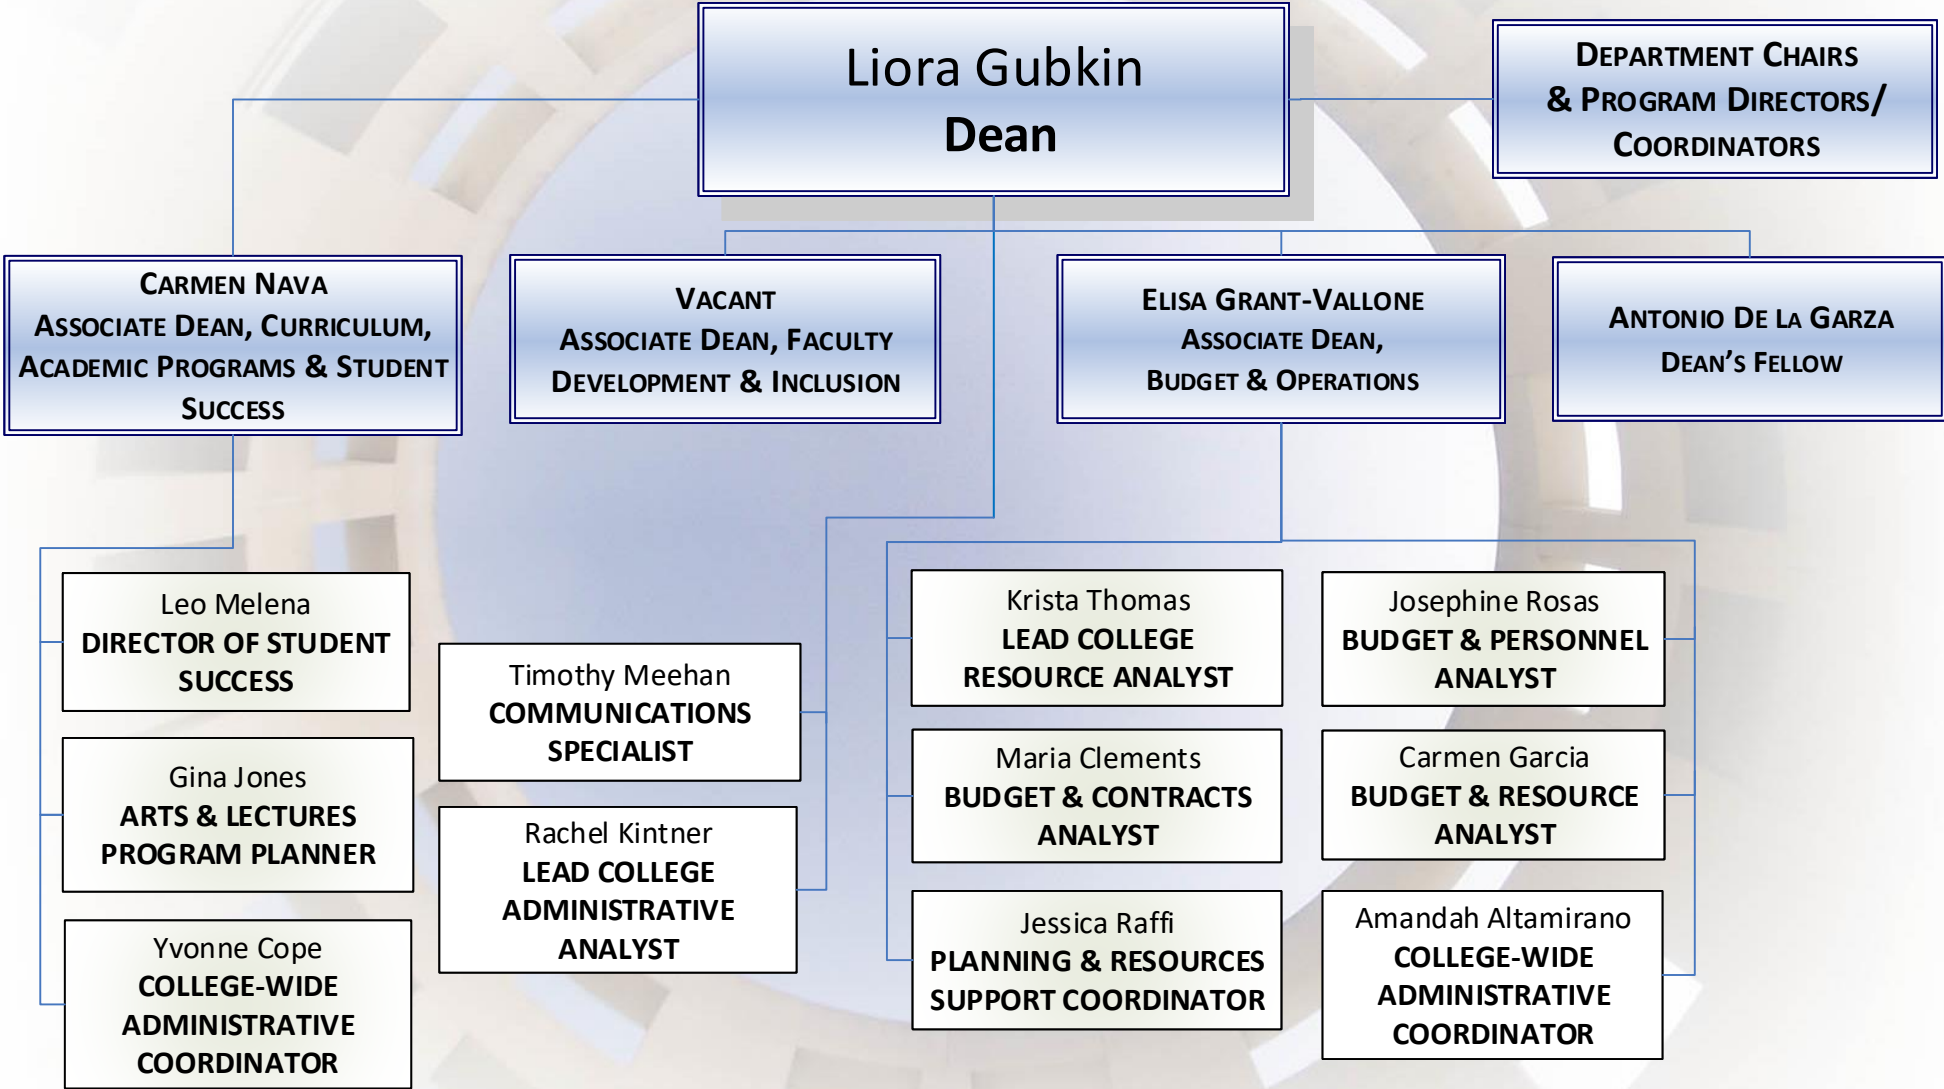 Liora Gubkin
Dean
DEPARTMENT CHAIRS
& PROGRAM DIRECTORS/
COORDINATORS
CARMEN NAVA
ASSOCIATE DEAN, CURRICULUM,
ACADEMIC PROGRAMS & STUDENT
SUCCESS
VACANT
ASSOCIATE DEAN, FACULTY
DEVELOPMENT & INCLUSION
ELISA GRANT-VALLONE
ASSOCIATE DEAN,
BUDGET & OPERATIONS
ANTONIO DE LA GARZA
DEAN'S FELLOW
Leo Melena
DIRECTOR OF STUDENT
SUCCESS
Gina Jones
ARTS & LECTURES
PROGRAM PLANNER
Yvonne Cope
COLLEGE-WIDE
ADMINISTRATIVE
COORDINATOR
Timothy Meehan
COMMUNICATIONS
SPECIALIST
Rachel Kintner
LEAD COLLEGE
ADMINISTRATIVE
ANALYST
Krista Thomas
LEAD COLLEGE
RESOURCE ANALYST
Maria Clements
BUDGET & CONTRACTS
ANALYST
Jessica Raffi
PLANNING & RESOURCES
SUPPORT COORDINATOR
Josephine Rosas
BUDGET & PERSONNEL
ANALYST
Carmen Garcia
BUDGET & RESOURCE
ANALYST
Amandah Altamirano
COLLEGE-WIDE
ADMINISTRATIVE
COORDINATOR